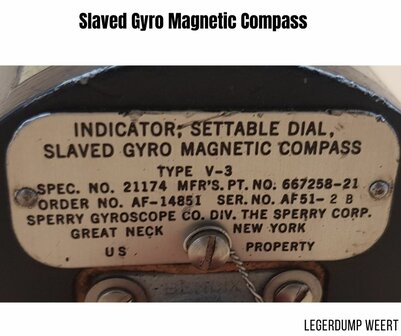 Slaved Gyro Magnetic Compass
INDICATOR; SETTABLE DIAL,
SLAVED GYRO MAGNETIC COMPASS
TYPE V-3
SPEC. NO. 21174 MFR'S. PT. NO. 667258-21
ORDER NO. AF-14851 SER. NO. AF51-2 B
SPERRY GYROSCOPE CO. DIV. THE SPERRY CORP.
GREAT NECK NEW YORK
US PROPERTY
LEGERDUMP WEERT